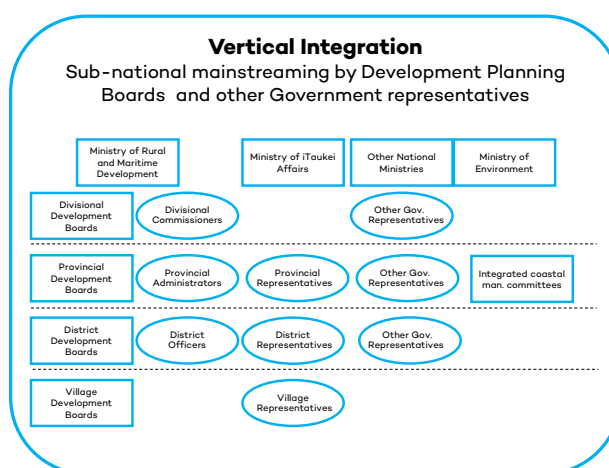 Vertical Integration
Sub-national mainstreaming by Development Planning
Boards and other Government representatives
Ministry of Rural
and Maritime
Development
Ministry of iTaukei
Affairs
Other National
Ministries
Ministry of
Environment
Divisional
Development
Boards
Divisional
Commissioners
Other Gov.
Representatives
Provincial
Development
Boards
Provincial
Administrators
Provincial
Representatives
Other Gov.
Representatives
Integrated coastal
man. committees
District
Development
Boards
District
Officers
District
Representatives
Other Gov.
Representatives
Village
Development
Boards
Village
Representatives